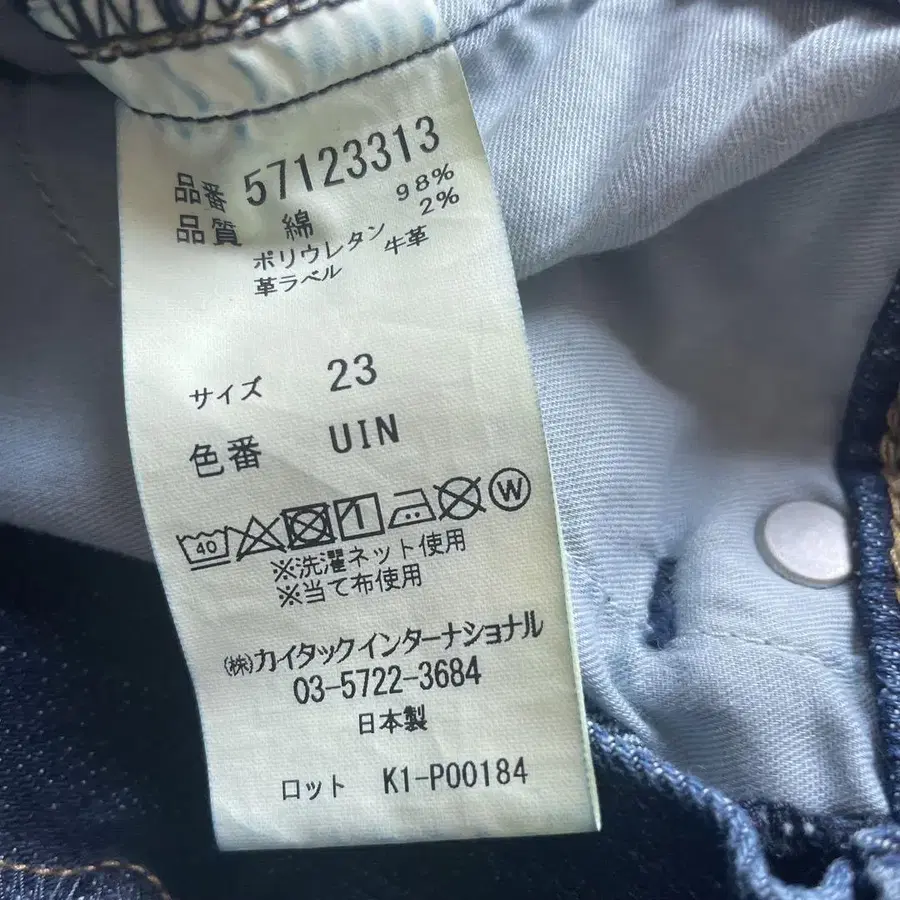 品番 57123313
品質 綿 98%
ポリウレタン 2%
革ラベル 牛革
サイズ 23
色番 UIN
40 W
※洗濯ネット使用
※当て布使用
㈱カイタックインターナショナル
03-5722-3684
日本製
ロット K1-P00184